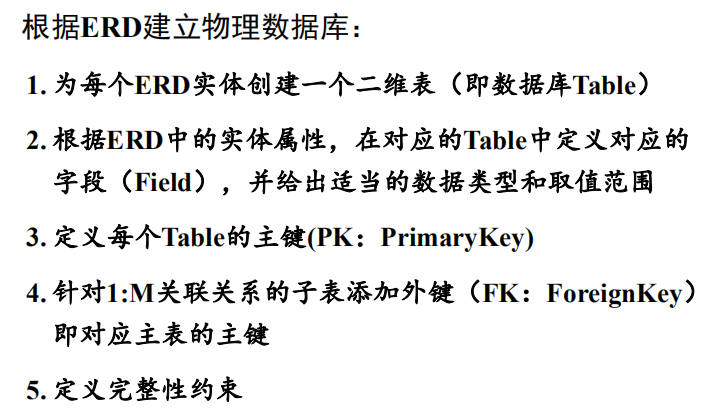 根据ERD建立物理数据库：
1. 为每个ERD实体创建一个二维表（即数据库Table）
2. 根据ERD中的实体属性，在对应的Table中定义对应的
字段（Field），并给出适当的数据类型和取值范围
3. 定义每个Table的主键(PK：PrimaryKey)
4. 针对1:M关联关系的子表添加外键（FK：ForeignKey）
即对应主表的主键
5. 定义完整性约束